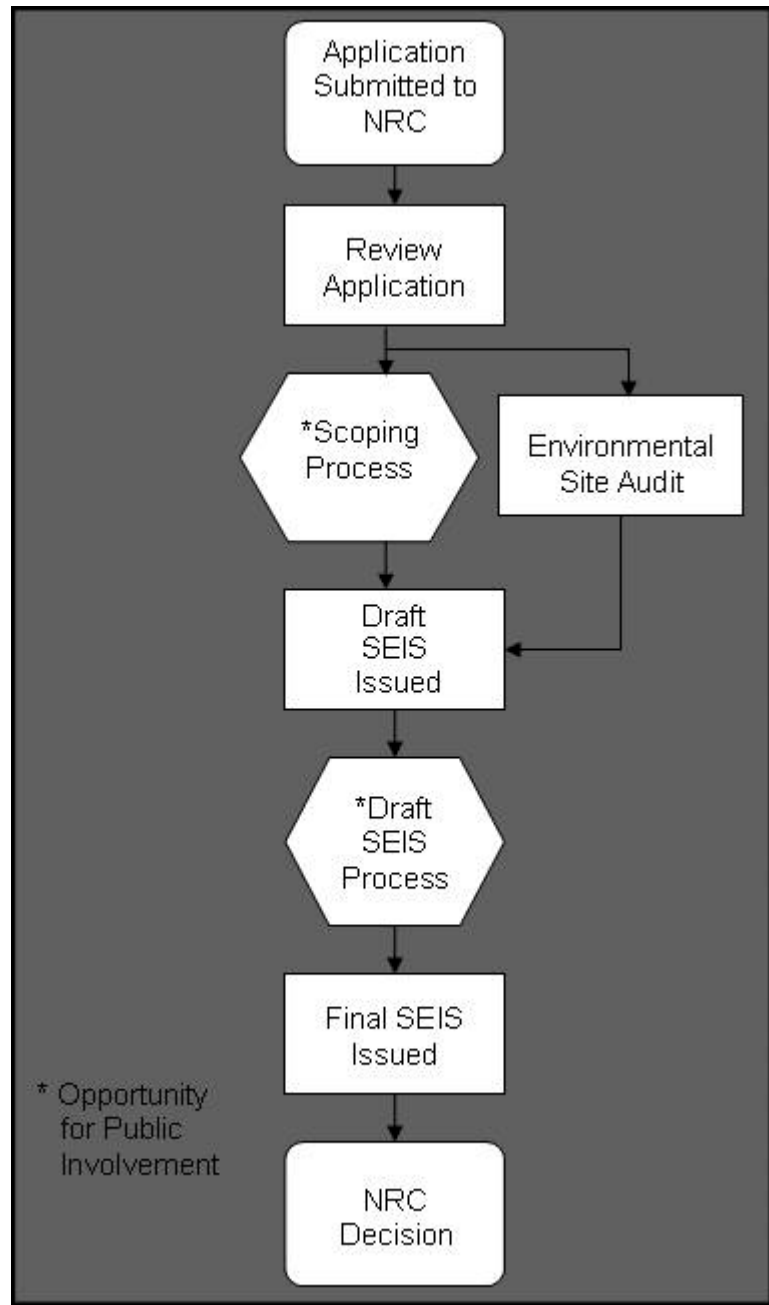 Application
Submitted to
NRC
Review
Application
*Scoping
Process
Environmental
Site Audit
Draft
SEIS
Issued
*Draft
SEIS
Process
Final SEIS
Issued
* Opportunity
for Public
Involvement
NRC
Decision